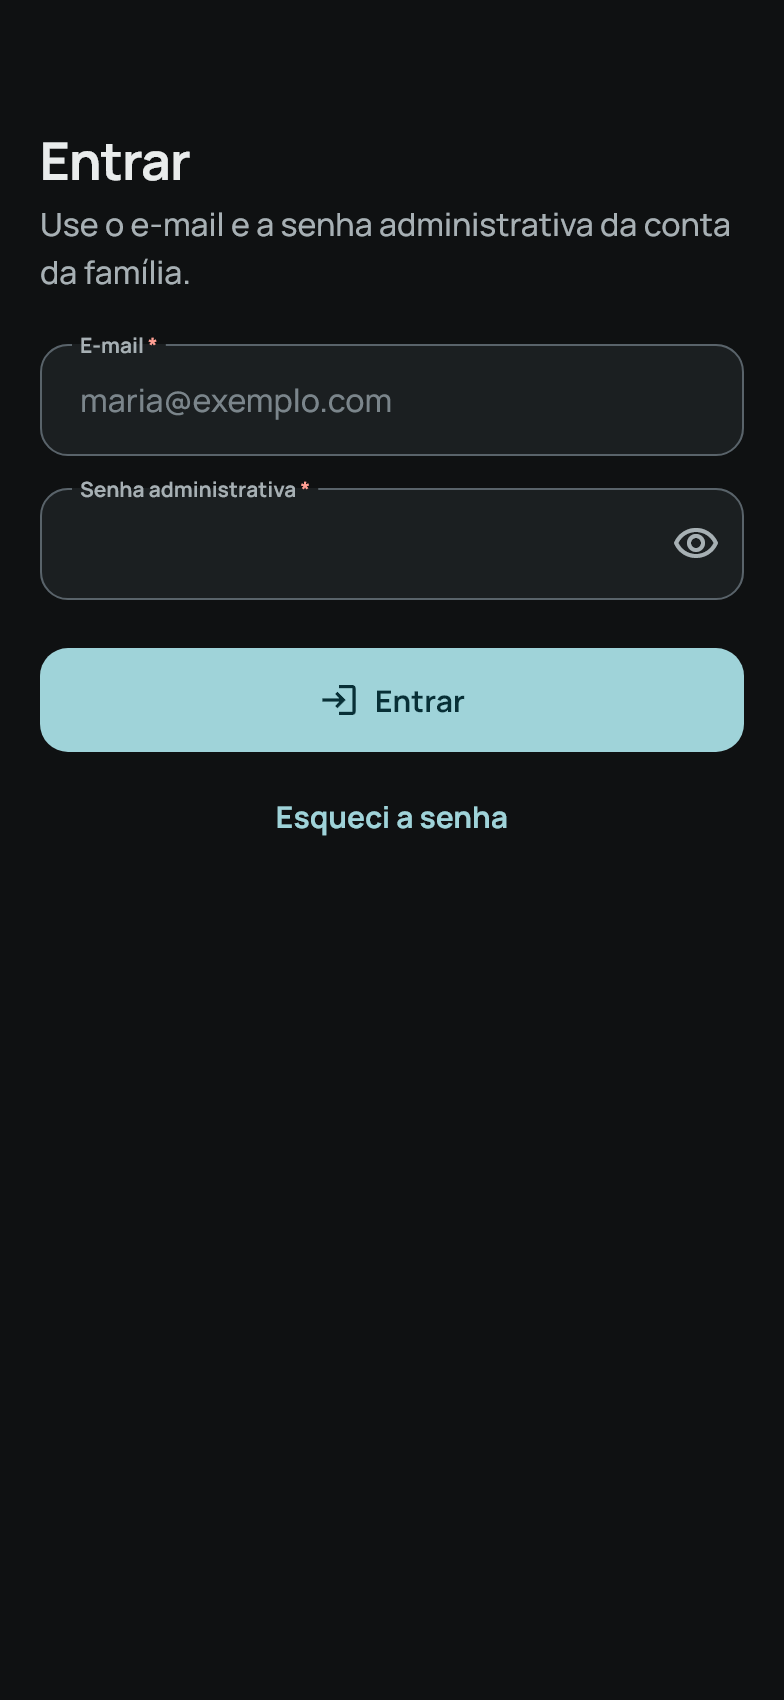 Entrar
Use o e-mail e a senha administrativa da conta
da família.
E-mail *
maria@exemplo.com
Senha administrativa *
Entrar
Esqueci a senha